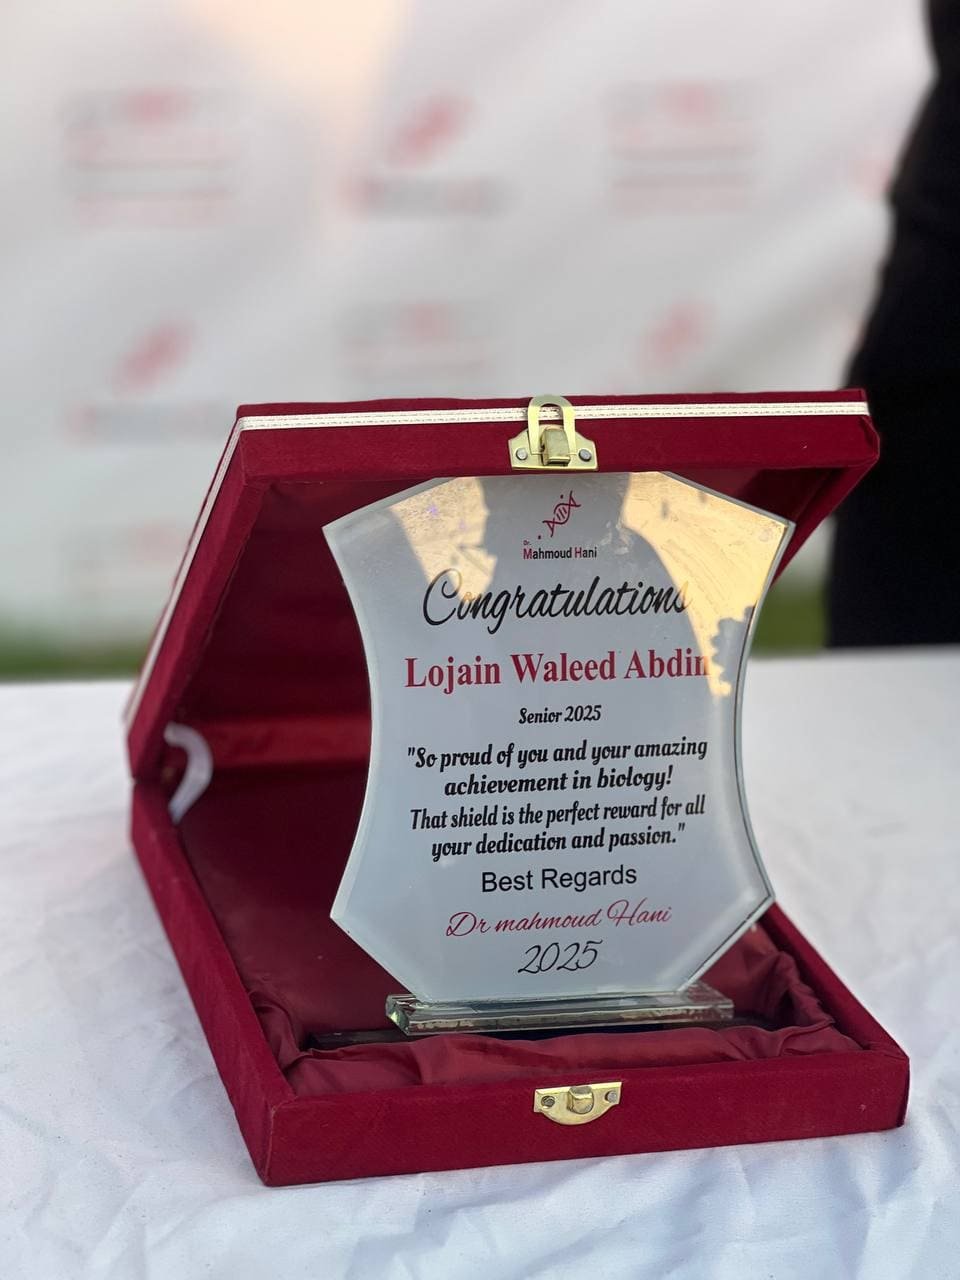 Dr.
Mahmoud Hani
Congratulations
Lojain Waleed Abdin
Senior 2025
"So proud of you and your amazing
achievement in biology!
That shield is the perfect reward for all
your dedication and passion."
Best Regards
Dr mahmoud Hani
2025